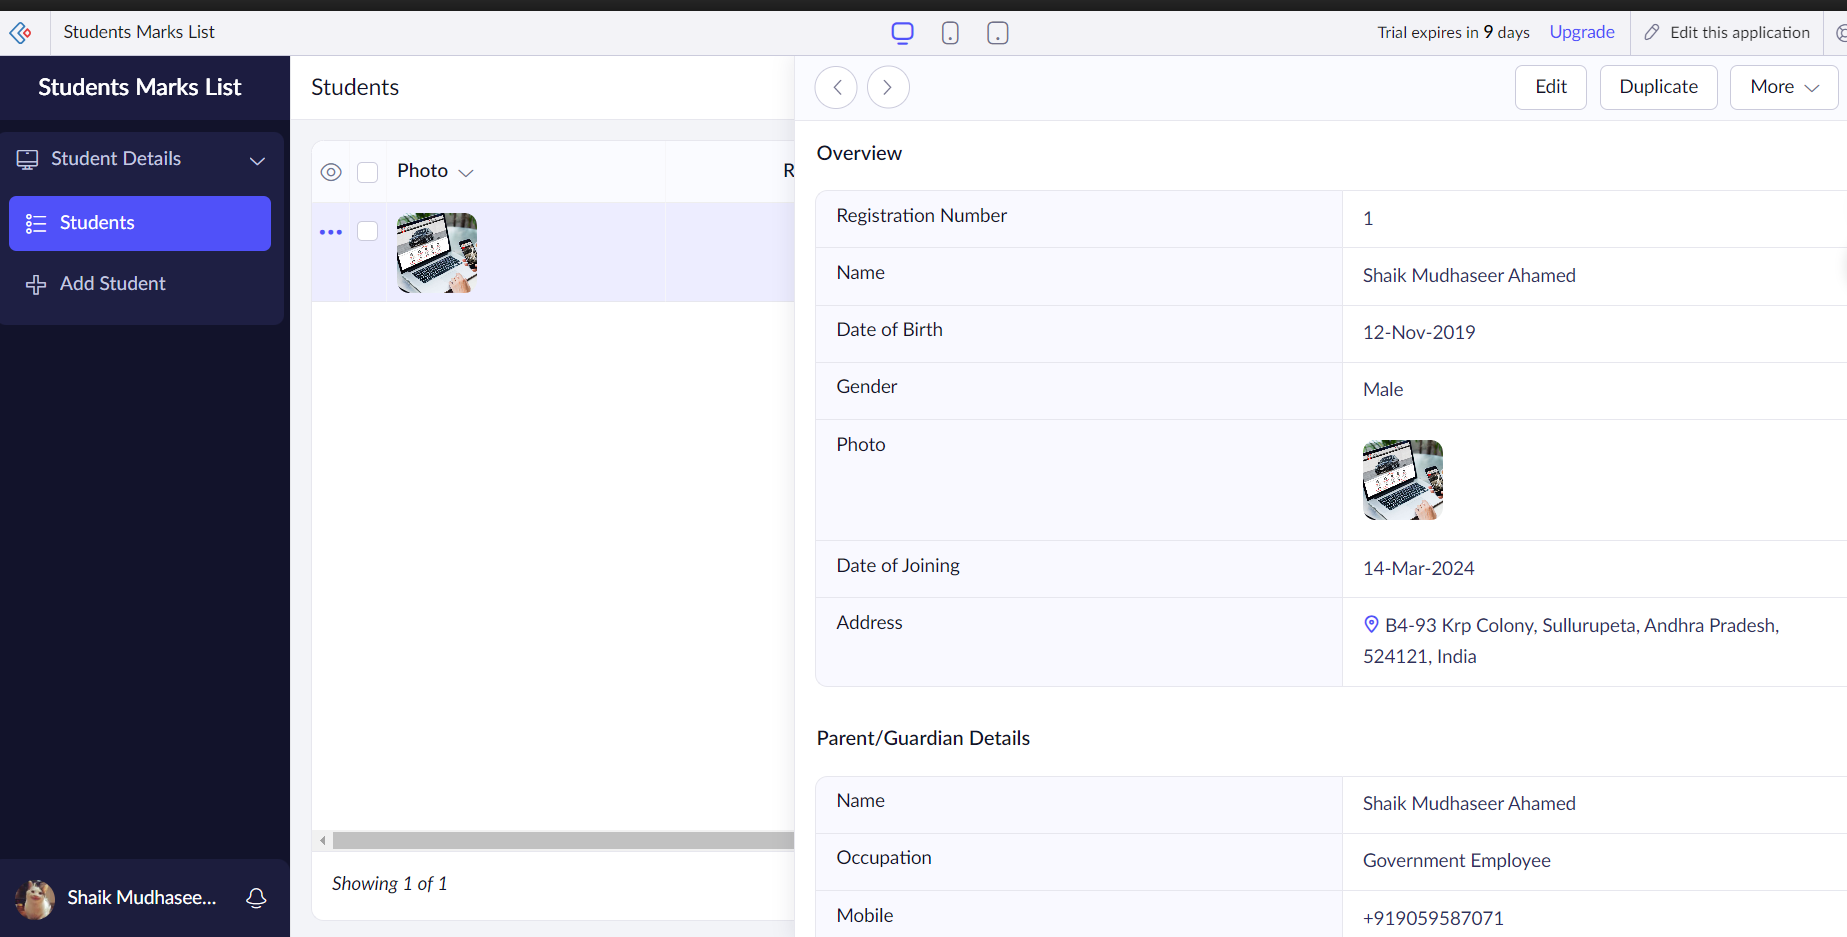 Students Marks List
Trial expires in 9 days
Upgrade
Edit this application
Students Marks List
Student Details
Students
Add Student
Shaik Mudhasee...
Students
Photo
R
Showing 1 of 1
Edit
Duplicate
More
Overview
Registration Number
1
Name
Shaik Mudhaseer Ahamed
Date of Birth
12-Nov-2019
Gender
Male
Photo
Date of Joining
14-Mar-2024
Address
B4-93 Krp Colony, Sullurupeta, Andhra Pradesh,
524121, India
Parent/Guardian Details
Name
Shaik Mudhaseer Ahamed
Occupation
Government Employee
Mobile
+919059587071